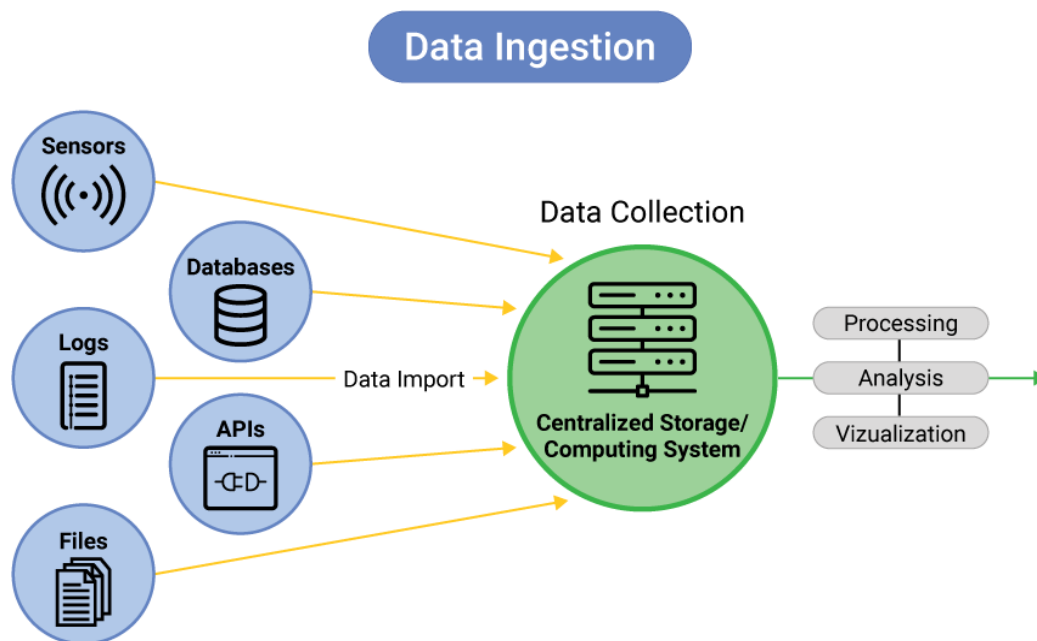 Data Ingestion
Sensors
Databases
Logs
APIs
Files
Data Import
Data Collection
Centralized Storage/
Computing System
Processing
Analysis
Vizualization